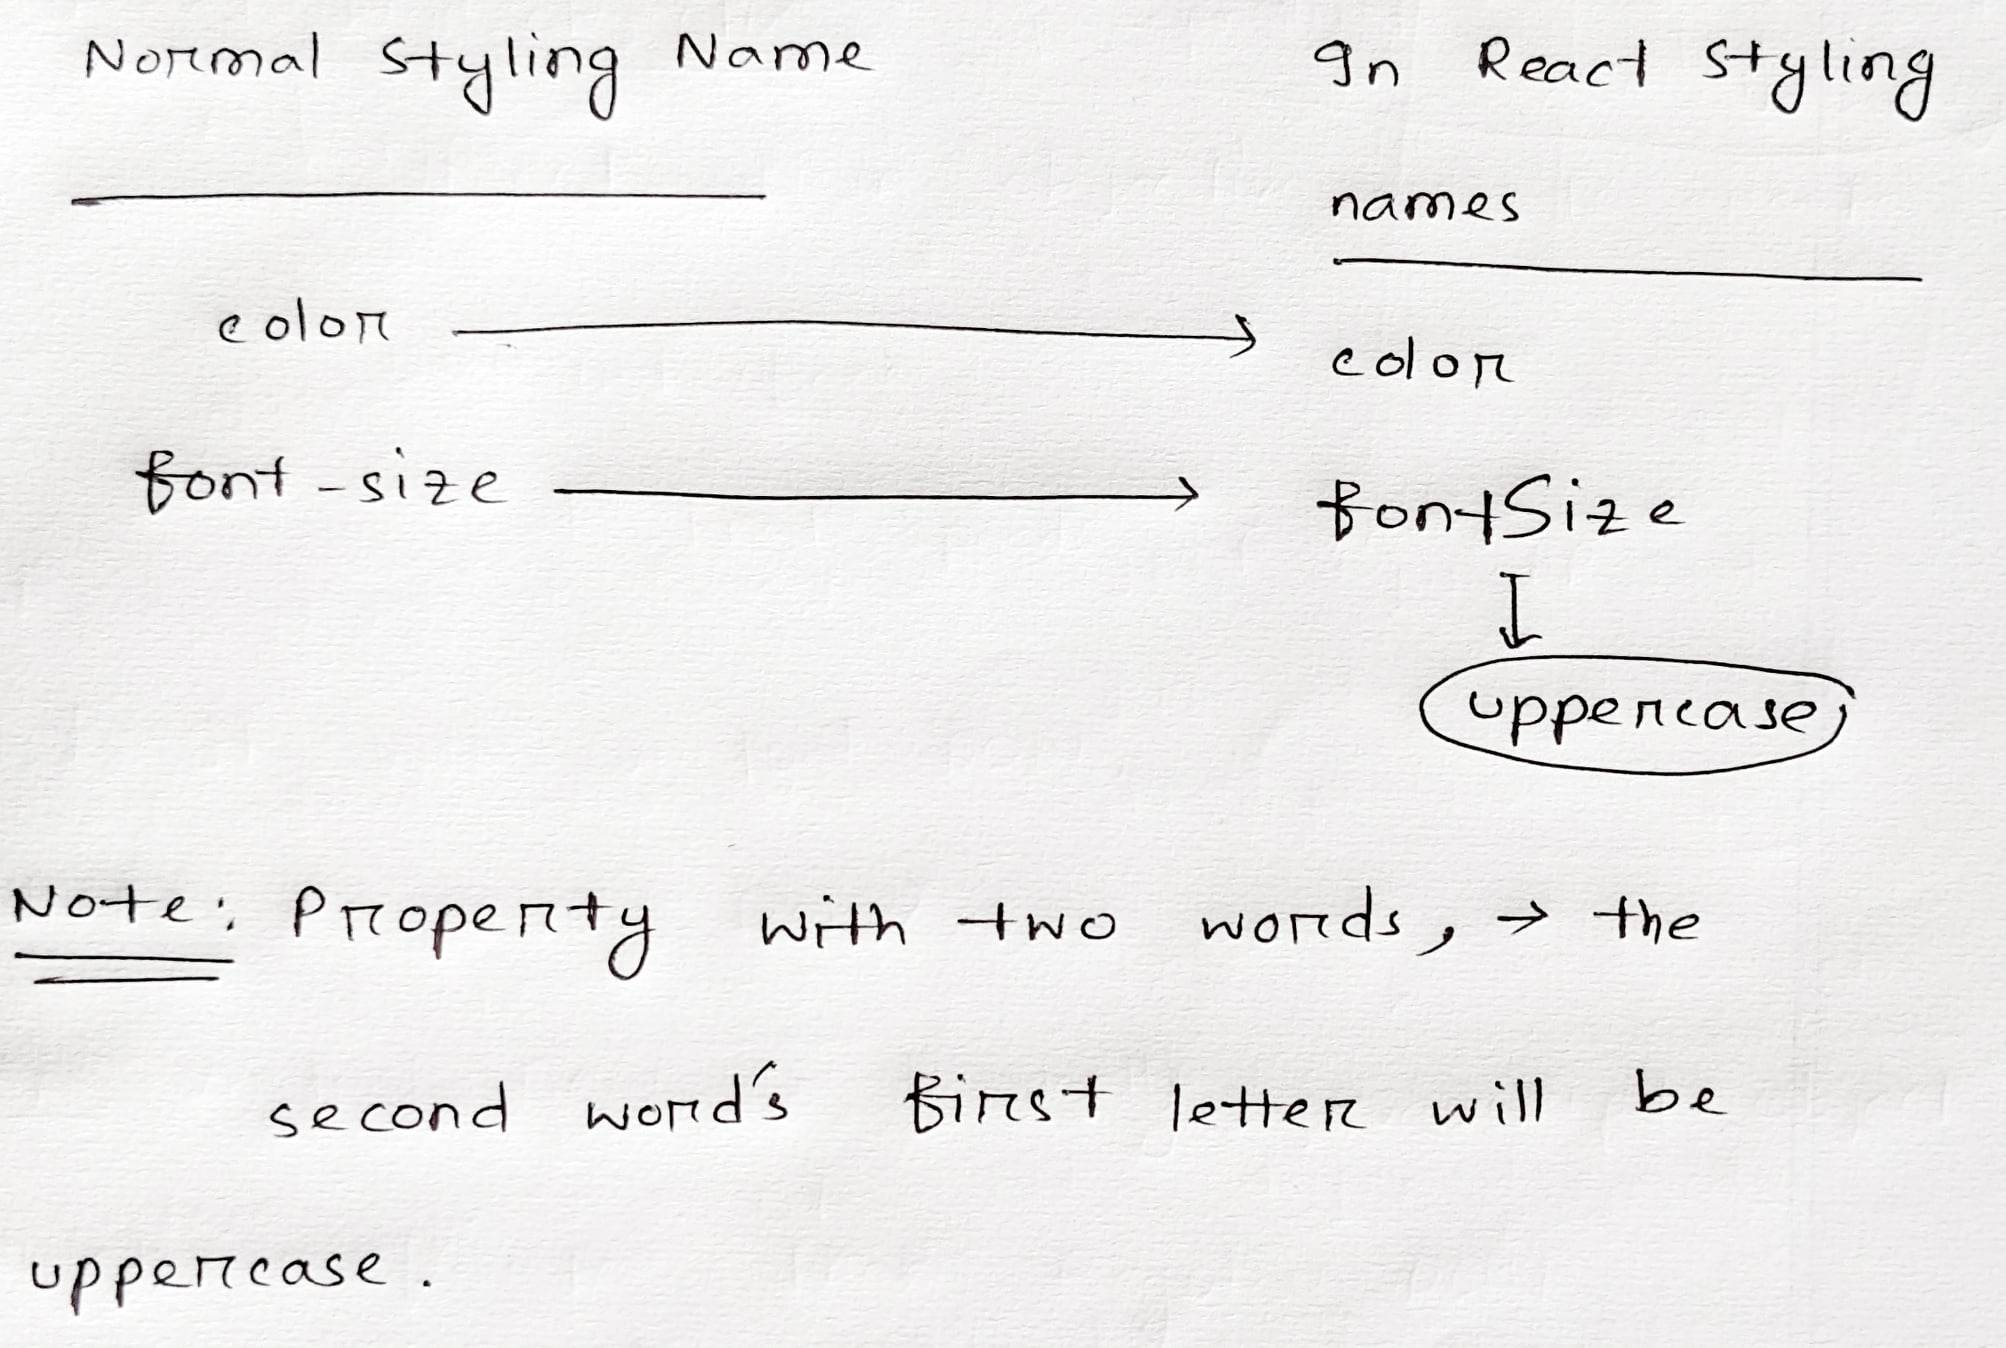 Normal Styling Name
In React Styling
names
color → color
font-size → fontSize
uppercase
Note: Property with two words, → the
second word's first letter will be
uppercase.